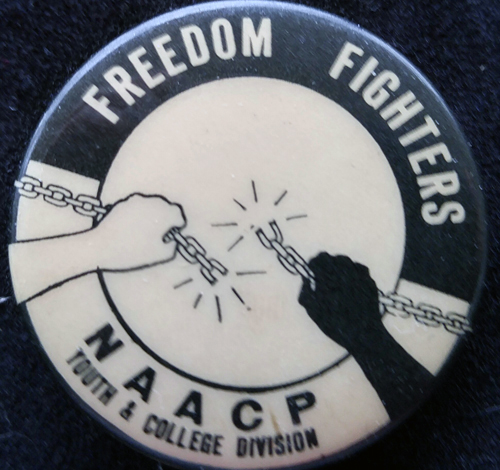 FREEDOM FIGHTERS
NAACP
YOUTH & COLLEGE DIVISION